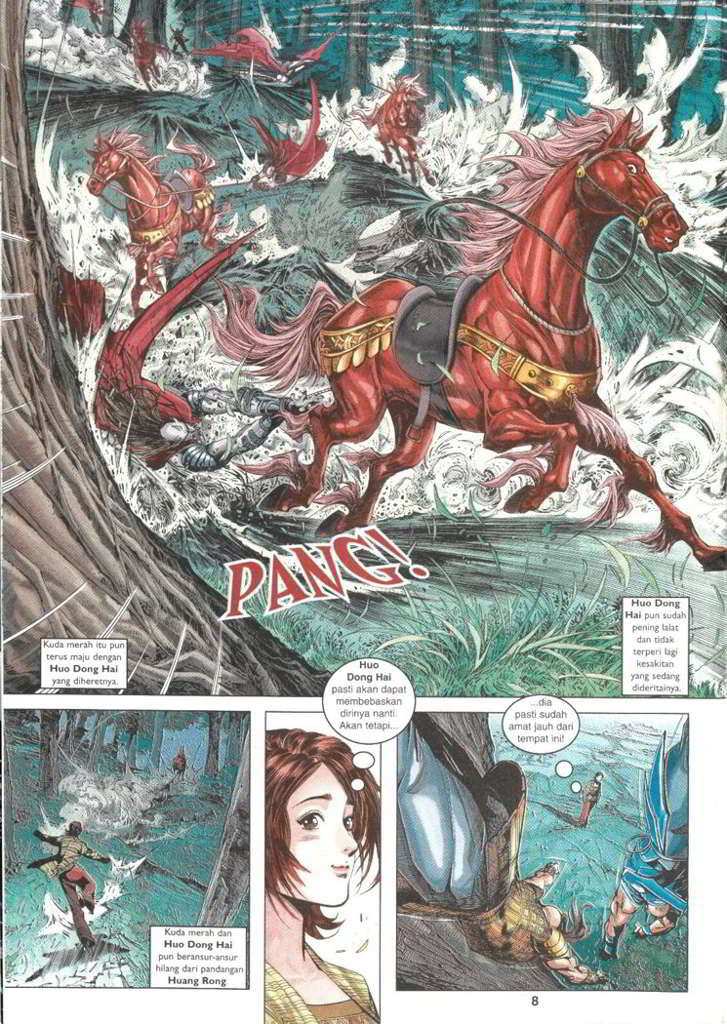 PANG!
Kuda merah itu pun
terus maju dengan
Huo Dong Hai
yang diheretnya.
Huo Dong
Hai pun sudah
pening lalat
dan tidak
terperi lagi
kesakitan
yang sedang
dideritainya.
Huo
Dong Hai
pasti akan dapat
membebaskan
dirinya nanti.
Akan tetapi...
...dia
pasti sudah
amat jauh dari
tempat ini!
Kuda merah dan
Huo Dong Hai
pun beransur-ansur
hilang dari pandangan
Huang Rong.
8